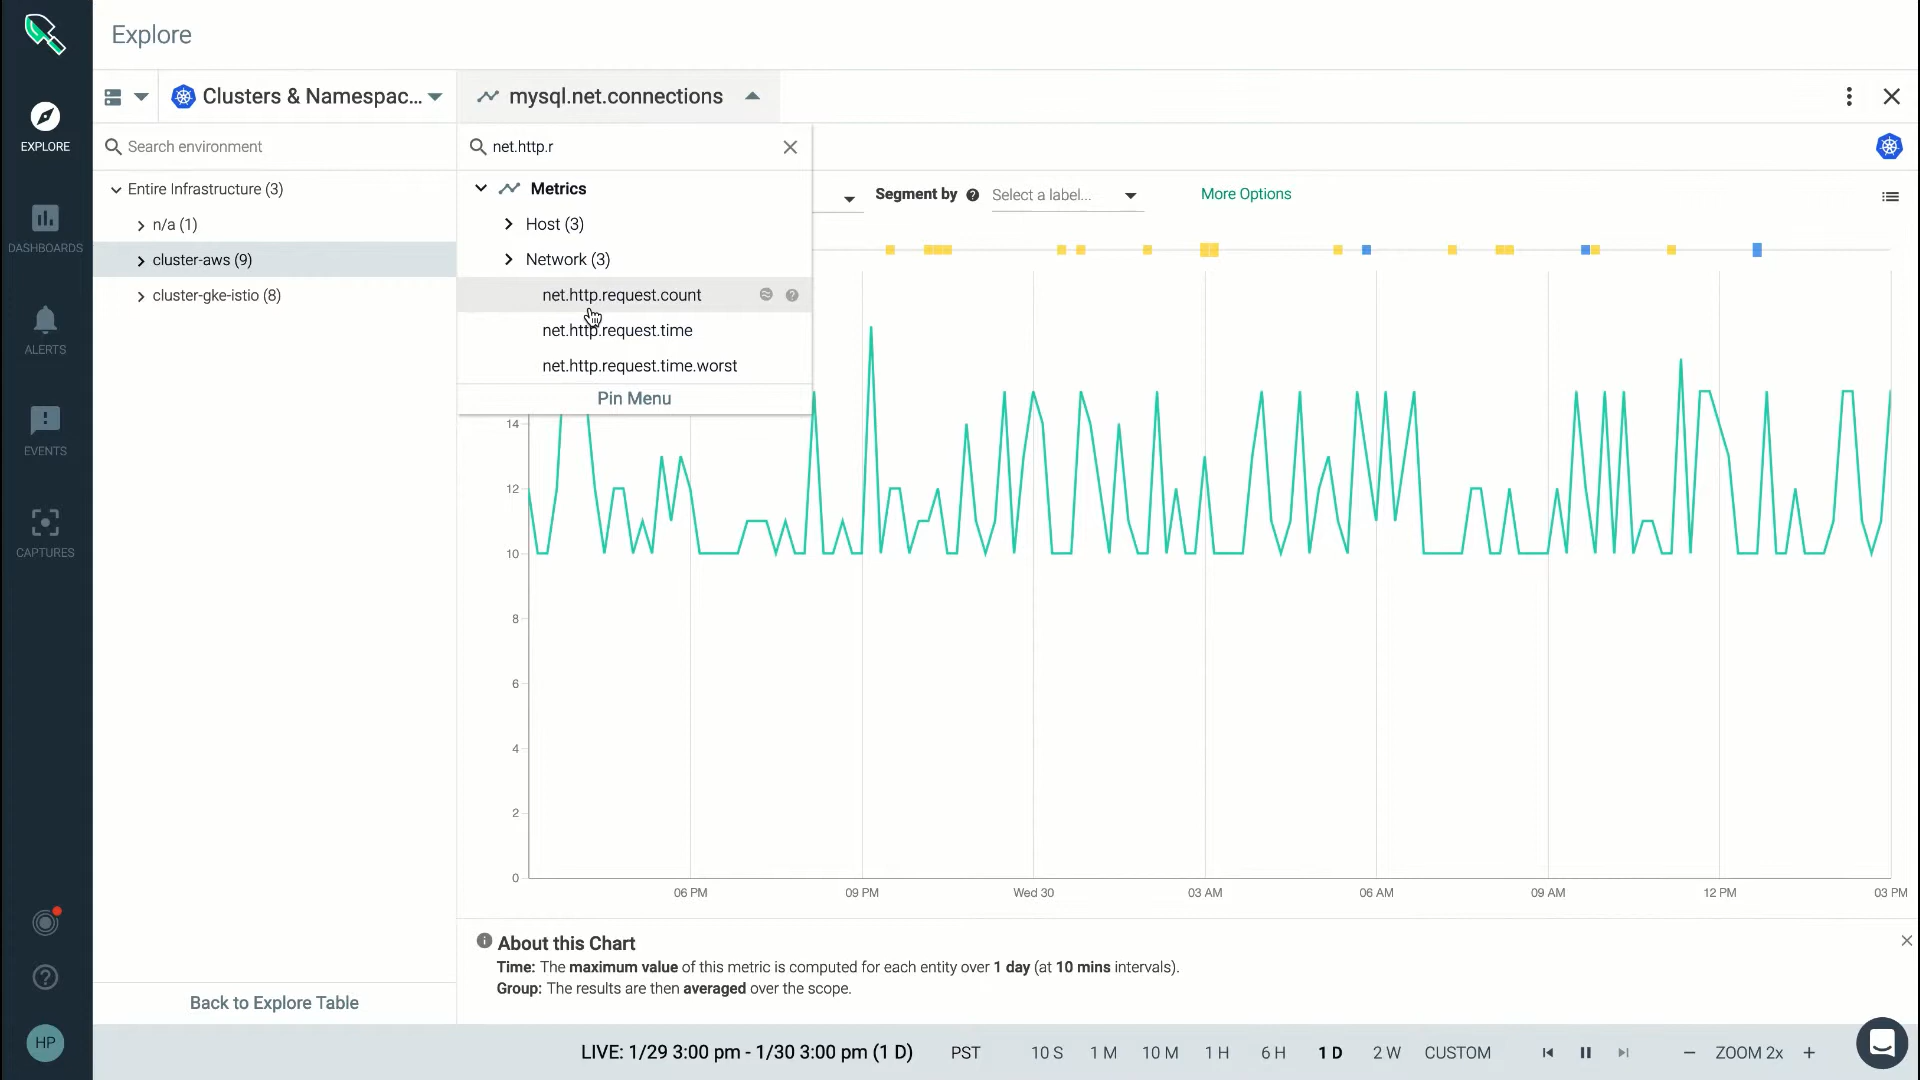 Explore
EXPLORE
DASHBOARDS
ALERTS
EVENTS
CAPTURES
HP
Clusters & Namespac...
mysql.net.connections
Search environment
Entire Infrastructure (3)
n/a (1)
cluster-aws (9)
cluster-gke-istio (8)
Back to Explore Table
net.http.r
Metrics
Host (3)
Network (3)
net.http.request.count
net.http.request.time
net.http.request.time.worst
Pin Menu
Segment by
Select a label...
More Options
14
12
10
8
6
4
2
0
06 PM
09 PM
Wed 30
03 AM
06 AM
09 AM
12 PM
03 PM
About this Chart
Time: The maximum value of this metric is computed for each entity over 1 day (at 10 mins intervals).
Group: The results are then averaged over the scope.
LIVE: 1/29 3:00 pm - 1/30 3:00 pm (1 D)
PST
10 S
1 M
10 M
1 H
6 H
1 D
2 W
CUSTOM
ZOOM 2x